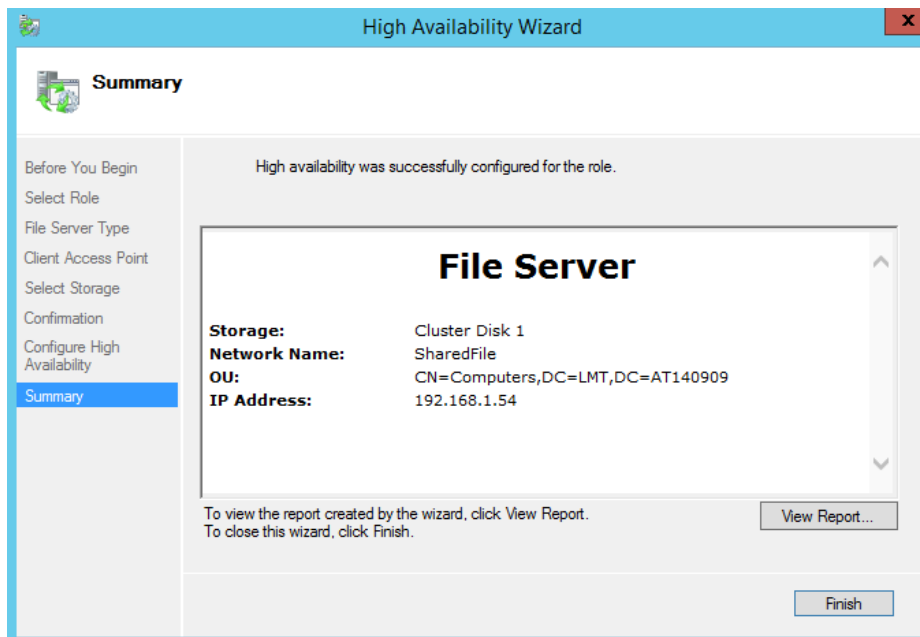 High Availability Wizard
x
Summary
Before You Begin
Select Role
File Server Type
Client Access Point
Select Storage
Confirmation
Configure High
Availability
Summary
High availability was successfully configured for the role.
File Server
Storage: Cluster Disk 1
Network Name: SharedFile
OU: CN=Computers,DC=LMT,DC=AT140909
IP Address: 192.168.1.54
To view the report created by the wizard, click View Report.
To close this wizard, click Finish.
View Report...
Finish